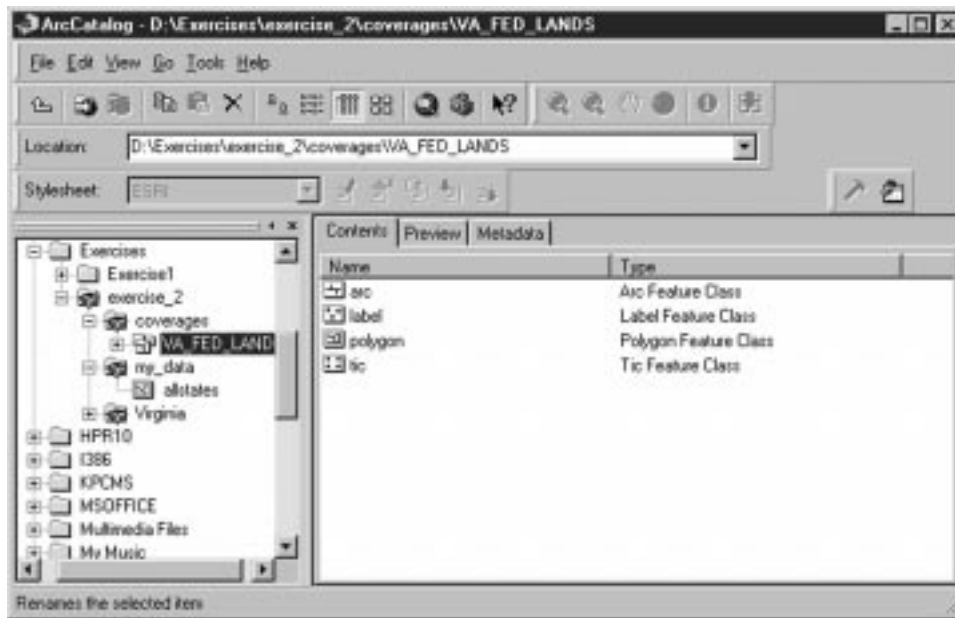 ArcCatalog - D:\Exercises\exercise_2\coverages\VA_FED_LANDS
File Edit View Go Tools Help
Location: D:\Exercises\exercise_2\coverages\VA_FED_LANDS
Stylesheet: ESRI
Exercises
Exercise1
exercise_2
coverages
VA_FED_LAND
my_data
allstates
Virginia
HPR10
I386
KPCMS
MSOFFICE
Multimedia Files
My Music
Contents Preview Metadata
Name Type
arc Arc Feature Class
label Label Feature Class
polygon Polygon Feature Class
tic Tic Feature Class
Renames the selected item